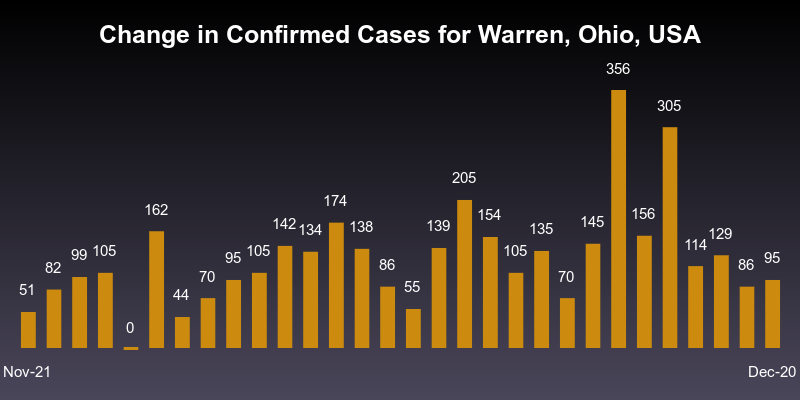 Change in Confirmed Cases for Warren, Ohio, USA
51 82 99 105 0 162 44 70 95 105 142 134 174 138 86 55 139 205 154 105 135 70 145 356 156 305 114 129 86 95
Nov-21 Dec-20